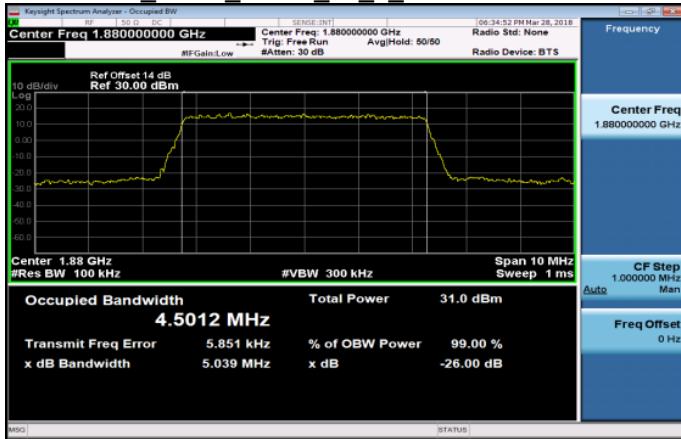 Keysight Spectrum Analyzer - Occupied BW
RF 50 Ω DC SENSE:INT 06:34:52 PM Mar 28, 2018
Center Freq 1.880000000 GHz Center Freq: 1.880000000 GHz Radio Std: None
Trig: Free Run Avg|Hold: 50/50
#IFGain:Low #Atten: 30 dB Radio Device: BTS
Frequency
Ref Offset 14 dB
10 dB/div Ref 30.00 dBm
Log
20.0
10.0
0.00
-10.0
-20.0
-30.0
-40.0
-50.0
-60.0
Center 1.88 GHz Span 10 MHz
#Res BW 100 kHz #VBW 300 kHz Sweep 1 ms
Occupied Bandwidth Total Power 31.0 dBm
4.5012 MHz
Transmit Freq Error 5.851 kHz % of OBW Power 99.00 %
x dB Bandwidth 5.039 MHz x dB -26.00 dB
Center Freq
1.880000000 GHz
CF Step
1.000000 MHz
Auto Man
Freq Offset
0 Hz
MSG STATUS